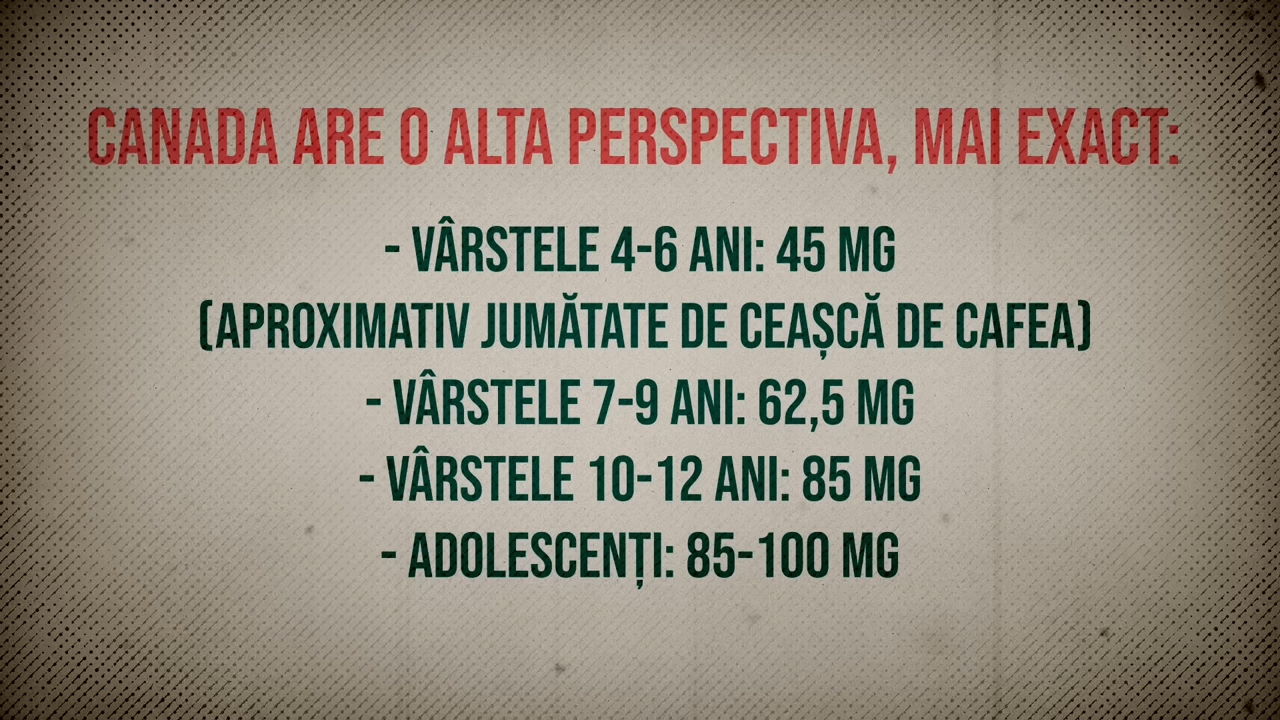 CANADA ARE O ALTA PERSPECTIVA, MAI EXACT:
- VÂRSTELE 4-6 ANI: 45 MG
(APROXIMATIV JUMĂTATE DE CEAȘCĂ DE CAFEA)
- VÂRSTELE 7-9 ANI: 62,5 MG
- VÂRSTELE 10-12 ANI: 85 MG
- ADOLESCENȚI: 85-100 MG